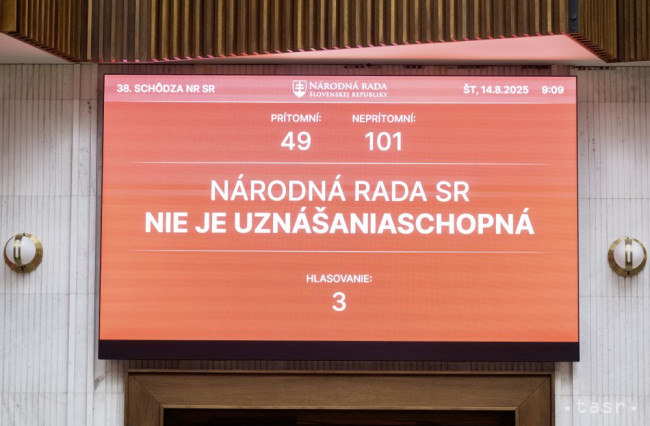 38. SCHÔDZA NR SR
NÁRODNÁ RADA
SLOVENSKEJ REPUBLIKY
ŠT, 14.8.2025 9:09
PRÍTOMNÍ: NEPRÍTOMNÍ:
49 101
NÁRODNÁ RADA SR
NIE JE UZNÁŠANIASCHOPNÁ
HLASOVANIE:
3
tasr